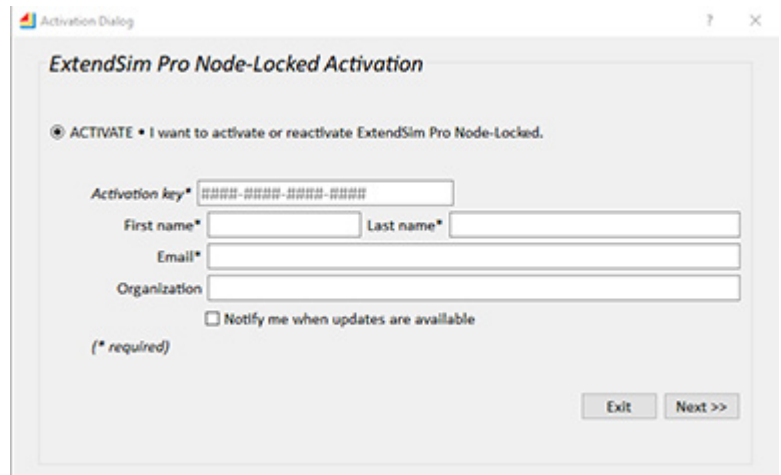 Activation Dialog
ExtendSim Pro Node-Locked Activation
ACTIVATE • I want to activate or reactivate ExtendSim Pro Node-Locked.
Activation key* ####-####-####-####
First name* Last name*
Email*
Organization
Notify me when updates are available
(* required)
Exit Next >>